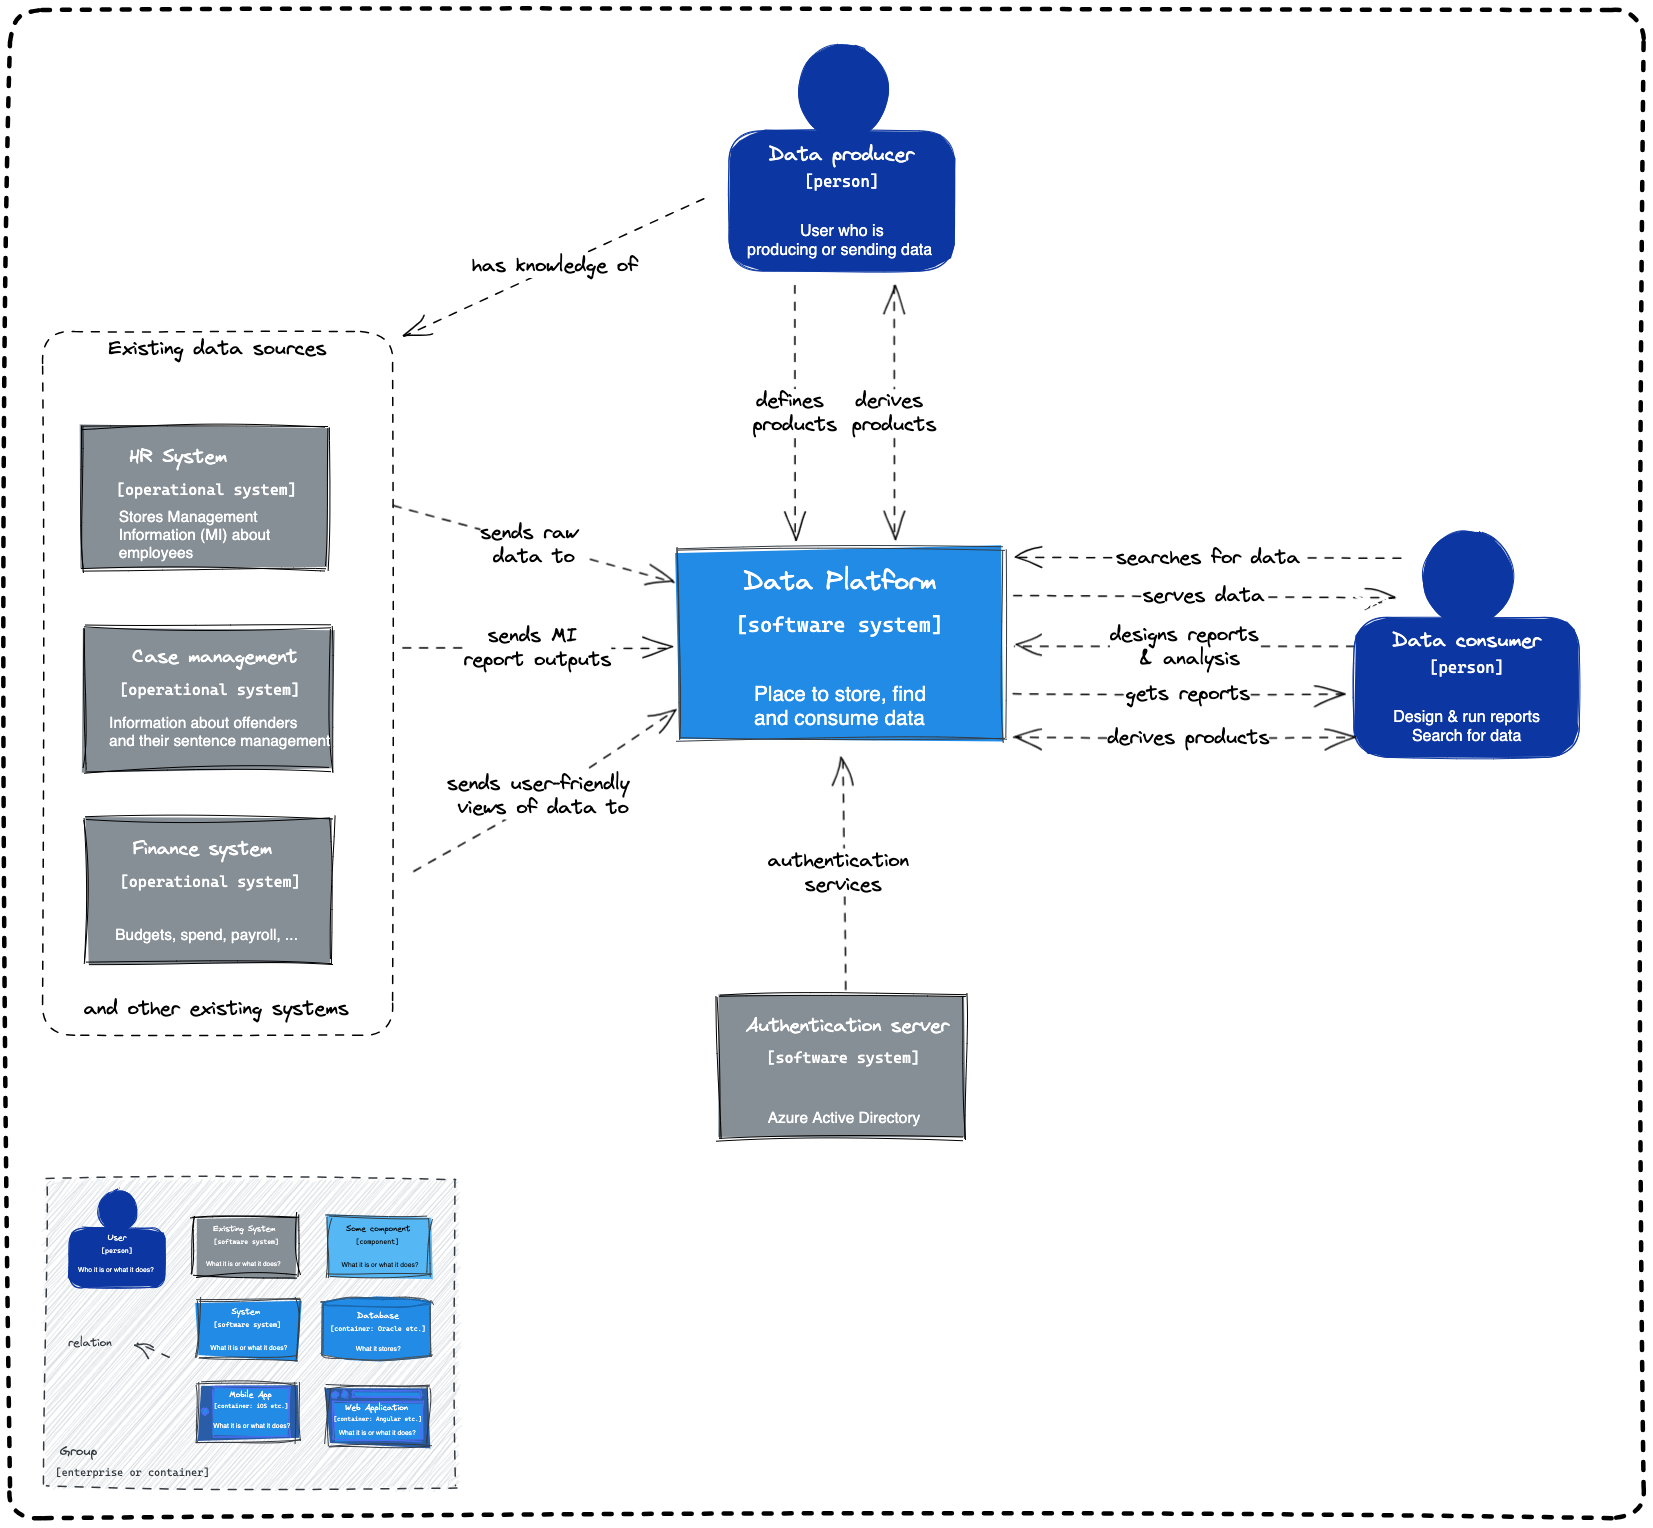 Data producer
[person]
User who is
producing or sending data
has knowledge of
Existing data sources
HR System
[operational system]
Stores Management
Information (MI) about
employees
Case management
[operational system]
Information about offenders
and their sentence management
Finance system
[operational system]
Budgets, spend, payroll, ...
and other existing systems
defines
products
derives
products
sends raw
data to
sends MI
report outputs
sends user-friendly
views of data to
Data Platform
[software system]
Place to store, find
and consume data
searches for data
serves data
designs reports
& analysis
gets reports
derives products
Data consumer
[person]
Design & run reports
Search for data
authentication
services
Authentication server
[software system]
Azure Active Directory
User
[person]
Who it is or what it does?
Existing System
[software system]
What it is or what it does?
Some component
[component]
What it is or what it does?
System
[software system]
What it is or what it does?
Database
[container: Oracle etc.]
What it stores?
relation
Mobile App
[container: iOS etc.]
What it is or what it does?
Web Application
[container: Angular etc.]
What it is or what it does?
Group
[enterprise or container]